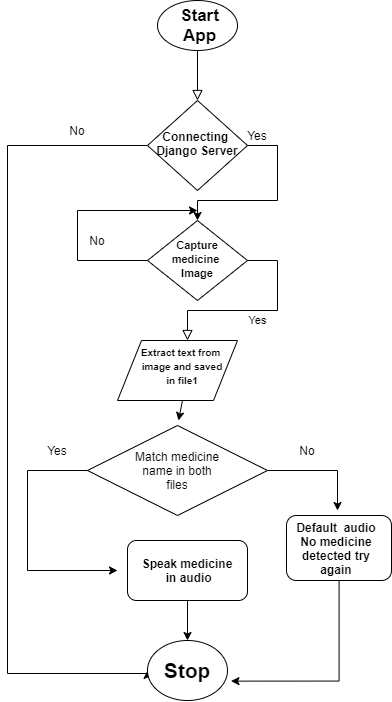 Start
App
No
Yes
Connecting
Django Server
No
Capture
medicine
Image
Yes
Extract text from
image and saved
in file1
Yes
No
Match medicine
name in both
files
Default audio
No medicine
detected try
again
Speak medicine
in audio
Stop